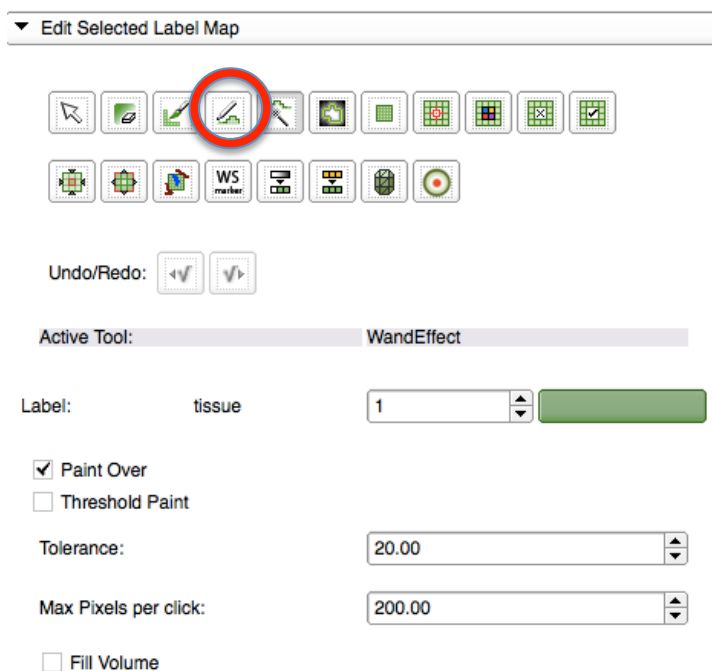 Edit Selected Label Map
WS
marker
Undo/Redo:
Active Tool: WandEffect
Label: tissue 1
Paint Over
Threshold Paint
Tolerance: 20.00
Max Pixels per click: 200.00
Fill Volume